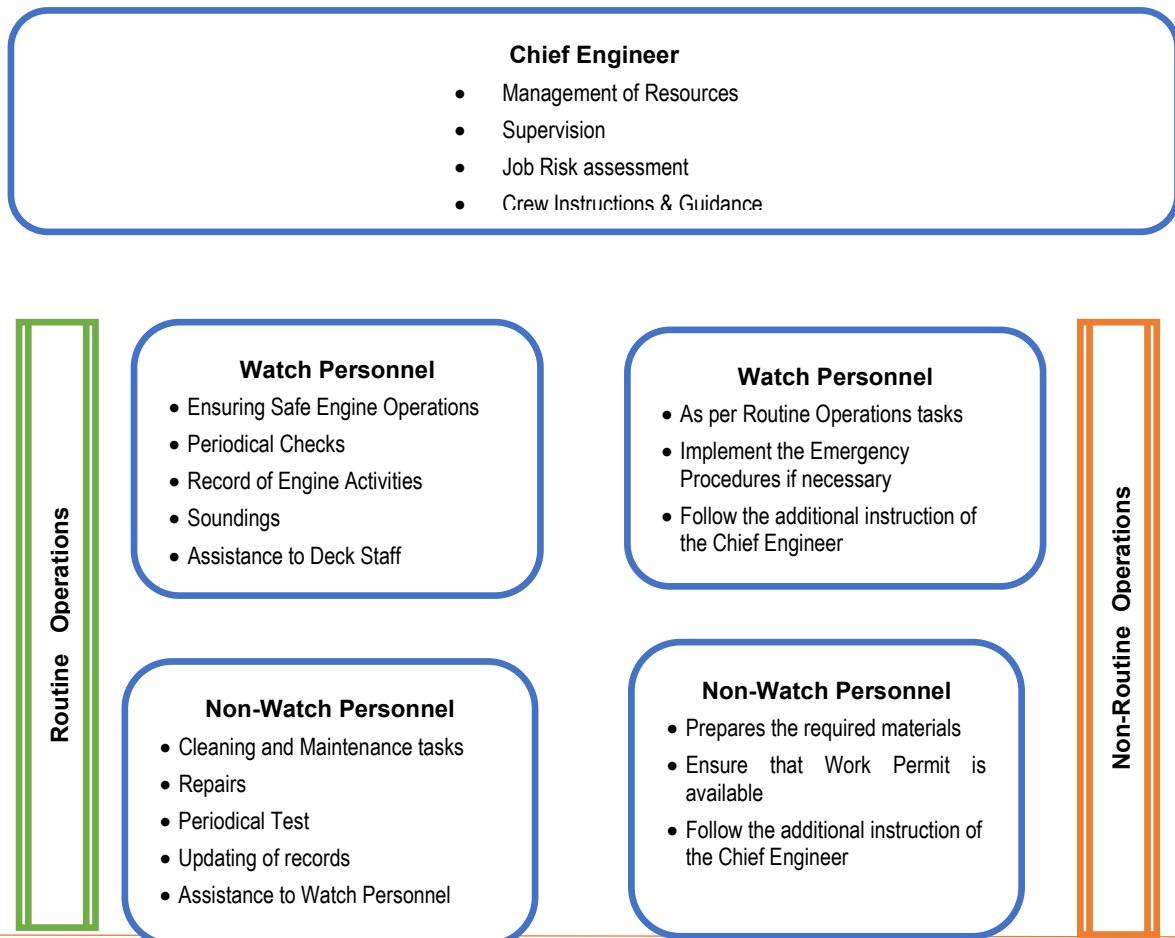 Chief Engineer
• Management of Resources
• Supervision
• Job Risk assessment
• Crew Instructions & Guidance
Routine Operations
Watch Personnel
• Ensuring Safe Engine Operations
• Periodical Checks
• Record of Engine Activities
• Soundings
• Assistance to Deck Staff
Watch Personnel
• As per Routine Operations tasks
• Implement the Emergency
Procedures if necessary
• Follow the additional instruction of
the Chief Engineer
Non-Routine Operations
Non-Watch Personnel
• Cleaning and Maintenance tasks
• Repairs
• Periodical Test
• Updating of records
• Assistance to Watch Personnel
Non-Watch Personnel
• Prepares the required materials
• Ensure that Work Permit is
available
• Follow the additional instruction of
the Chief Engineer